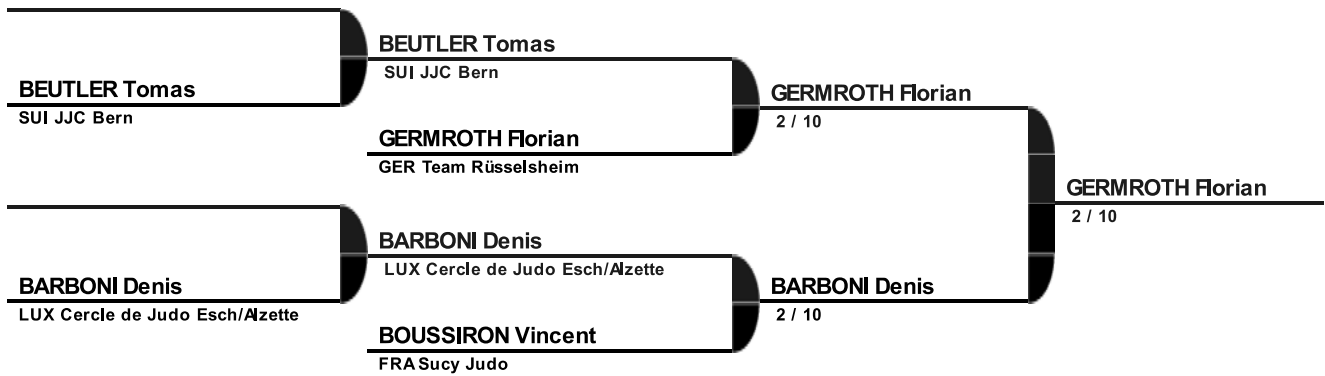 BEUTLER Tomas
SUI JJC Bern
BEUTLER Tomas
SUI JJC Bern
GERMROTH Florian
2 / 10
GERMROTH Florian
GER Team Rüsselsheim
GERMROTH Florian
2 / 10
BARBONI Denis
LUX Cercle de Judo Esch/Alzette
BARBONI Denis
LUX Cercle de Judo Esch/Alzette
BARBONI Denis
2 / 10
BOUSSIRON Vincent
FRA Sucy Judo